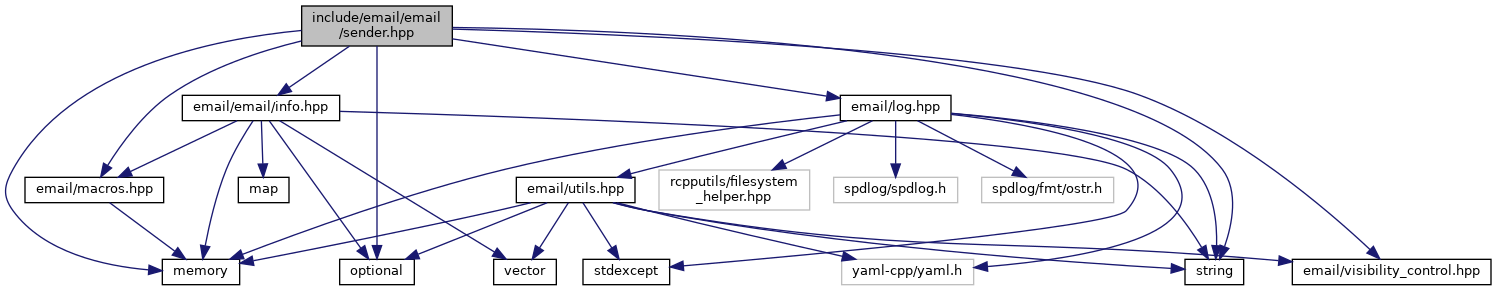 include/email/email
/sender.hpp
email/email/info.hpp
email/log.hpp
email/macros.hpp
map
email/utils.hpp
rcpputils/filesystem
_helper.hpp
spdlog/spdlog.h
spdlog/fmt/ostr.h
memory
optional
vector
stdexcept
yaml-cpp/yaml.h
string
email/visibility_control.hpp